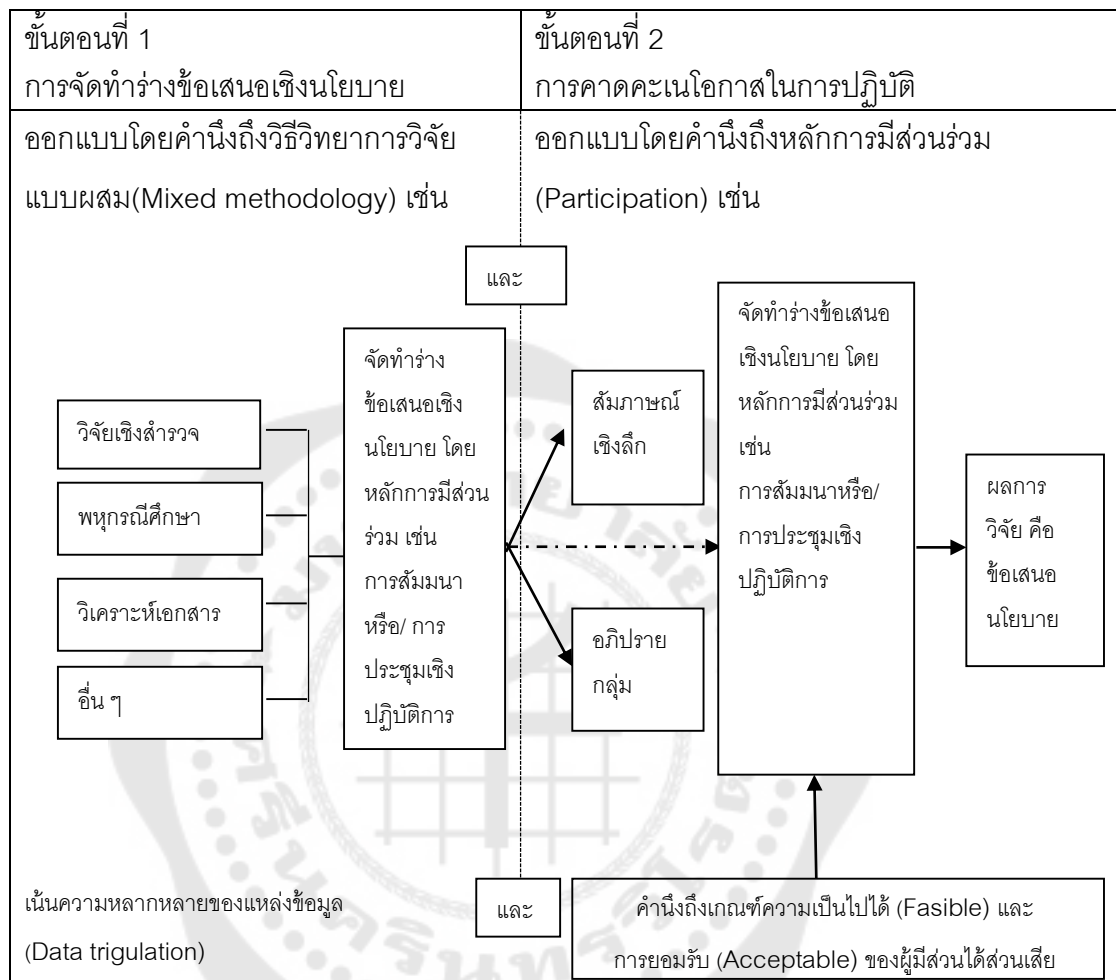 ขั้นตอนที่ 1
การจัดทำร่างข้อเสนอเชิงนโยบาย
ขั้นตอนที่ 2
การคาดคะเนโอกาสในการปฏิบัติ
ออกแบบโดยคำนึงถึงวิธีวิทยาการวิจัย
แบบผสม(Mixed methodology) เช่น
ออกแบบโดยคำนึงถึงหลักการมีส่วนร่วม
(Participation) เช่น
และ
วิจัยเชิงสำรวจ
พหุกรณีศึกษา
วิเคราะห์เอกสาร
อื่น ๆ
จัดทำร่าง
ข้อเสนอเชิง
นโยบาย โดย
หลักการมีส่วน
ร่วม เช่น
การสัมมนา
หรือ/ การ
ประชุมเชิง
ปฏิบัติการ
สัมภาษณ์
เชิงลึก
อภิปราย
กลุ่ม
จัดทำร่างข้อเสนอ
เชิงนโยบาย โดย
หลักการมีส่วนร่วม
เช่น
การสัมมนาหรือ/
การประชุมเชิง
ปฏิบัติการ
ผลการ
วิจัย คือ
ข้อเสนอ
นโยบาย
เน้นความหลากหลายของแหล่งข้อมูล
(Data trigulation)
และ
คำนึงถึงเกณฑ์ความเป็นไปได้ (Fasible) และ
การยอมรับ (Acceptable) ของผู้มีส่วนได้ส่วนเสีย